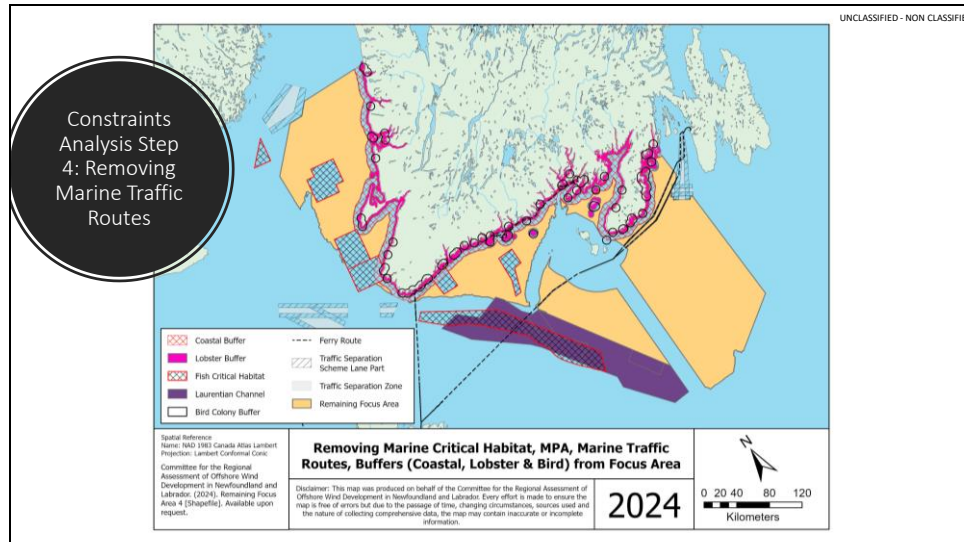 UNCLASSIFIED - NON CLASSIFIÉ
Constraints
Analysis Step
4: Removing
Marine Traffic
Routes
Coastal Buffer
Lobster Buffer
Fish Critical Habitat
Laurentian Channel
Bird Colony Buffer
Ferry Route
Traffic Separation
Scheme Lane Part
Traffic Separation Zone
Remaining Focus Area
Spatial Reference
Name: NAD 1983 Canada Atlas Lambert
Projection: Lambert Conformal Conic
Committee for the Regional
Assessment of Offshore Wind
Development in Newfoundland and
Labrador. (2024). Remaining Focus
Area 4 [Shapefile]. Available upon
request.
Removing Marine Critical Habitat, MPA, Marine Traffic
Routes, Buffers (Coastal, Lobster & Bird) from Focus Area
Disclaimer: This map was produced on behalf of the Committee for the Regional Assessment of
Offshore Wind Development in Newfoundland and Labrador. Every effort is made to ensure the
map is free of errors but due to the passage of time, changing circumstances, sources used and
the nature of collecting comprehensive data, the map may contain inaccurate or incomplete
information.
2024
N
0 20 40 80 120
Kilometers